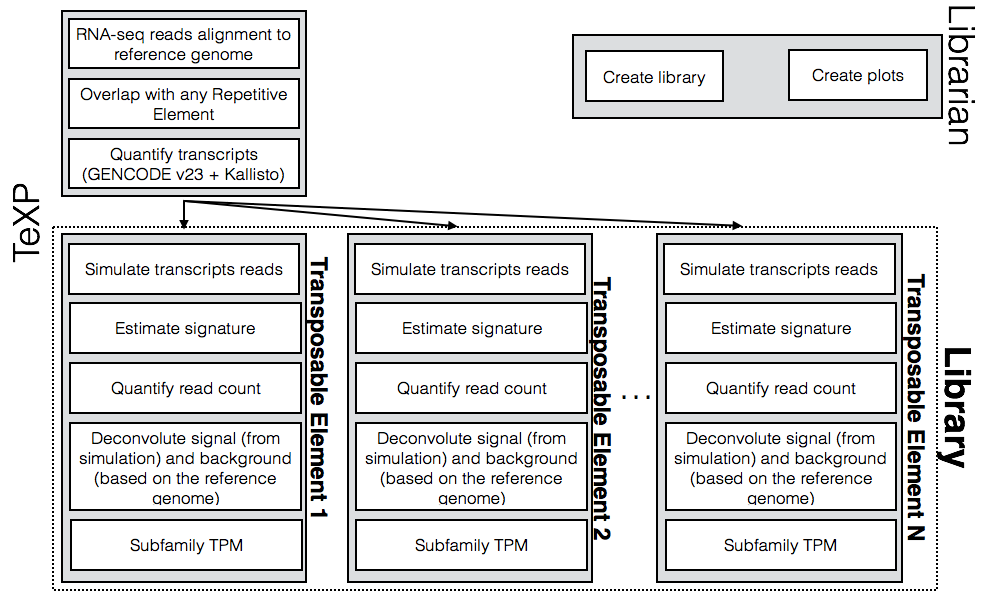 RNA-seq reads alignment to
reference genome
Overlap with any Repetitive
Element
Quantify transcripts
(GENCODE v23 + Kallisto)
Create library
Create plots
Librarian
TeXP
Simulate transcripts reads
Estimate signature
Quantify read count
Deconvolute signal (from
simulation) and background
(based on the reference
genome)
Subfamily TPM
Transposable Element 1
Simulate transcripts reads
Estimate signature
Quantify read count
Deconvolute signal (from
simulation) and background
(based on the reference
genome)
Subfamily TPM
Transposable Element 2
...
Simulate transcripts reads
Estimate signature
Quantify read count
Deconvolute signal (from
simulation) and background
(based on the reference
genome)
Subfamily TPM
Transposable Element N
Library